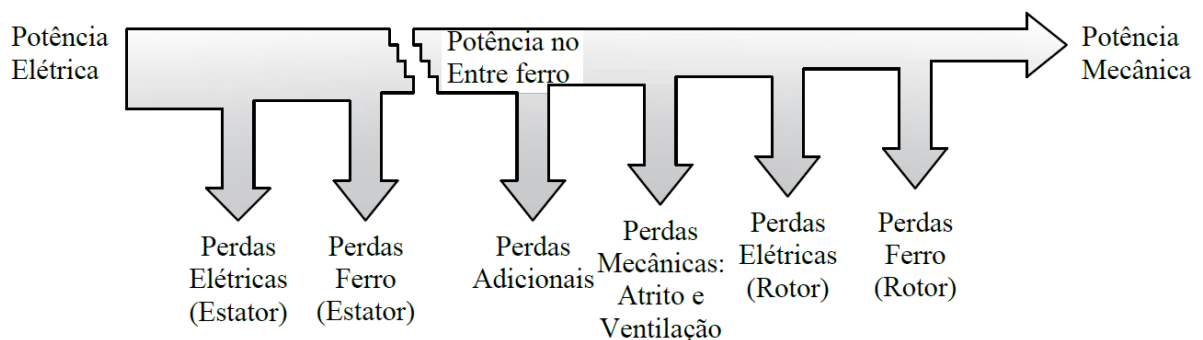 Potência
Elétrica
Potência no
Entre ferro
Potência
Mecânica
Perdas
Elétricas
(Estator)
Perdas
Ferro
(Estator)
Perdas
Adicionais
Perdas
Mecânicas:
Atrito e
Ventilação
Perdas
Elétricas
(Rotor)
Perdas
Ferro
(Rotor)